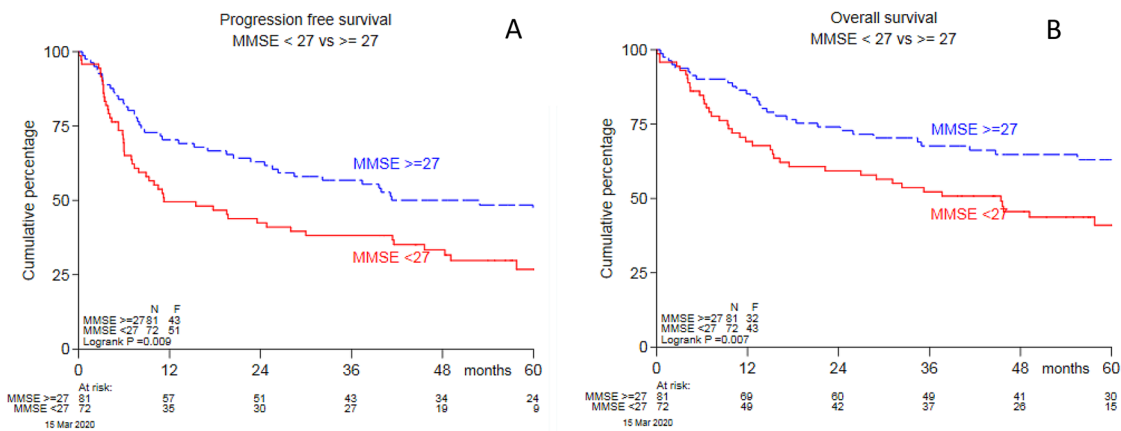 Progression free survival
MMSE < 27 vs >= 27
A
Cumulative percentage
100
75
50
25
0
MMSE >=27
MMSE <27
N F
MMSE >=27 81 43
MMSE <27 72 51
Logrank P =0.009
0 12 24 36 48 months 60
At risk:
MMSE >=27 81 57 51 43 34 24
MMSE <27 72 35 30 27 19 9
15 Mar 2020
Overall survival
MMSE < 27 vs >= 27
B
Cumulative percentage
100
75
50
25
0
MMSE >=27
MMSE <27
N F
MMSE >=27 81 32
MMSE <27 72 43
Logrank P =0.007
0 12 24 36 48 months 60
At risk:
MMSE >=27 81 69 60 49 41 30
MMSE <27 72 49 42 37 26 15
15 Mar 2020